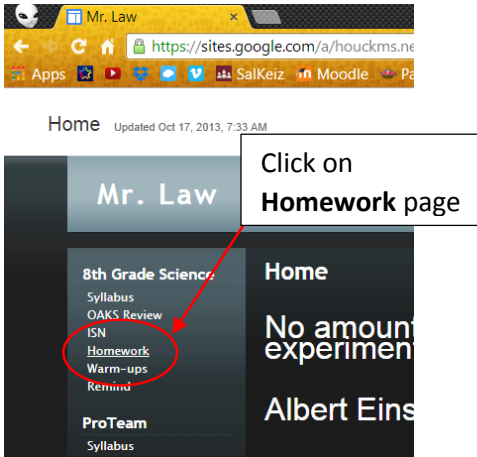 Mr. Law ×
https://sites.google.com/a/houckms.ne
Apps SalKeiz Moodle Pa
Home Updated Oct 17, 2013, 7:33 AM
Click on
Homework page
Mr. Law
8th Grade Science
Syllabus
OAKS Review
ISN
Homework
Warm-ups
Remind
ProTeam
Syllabus
Home
No amount
experimen
Albert Eins